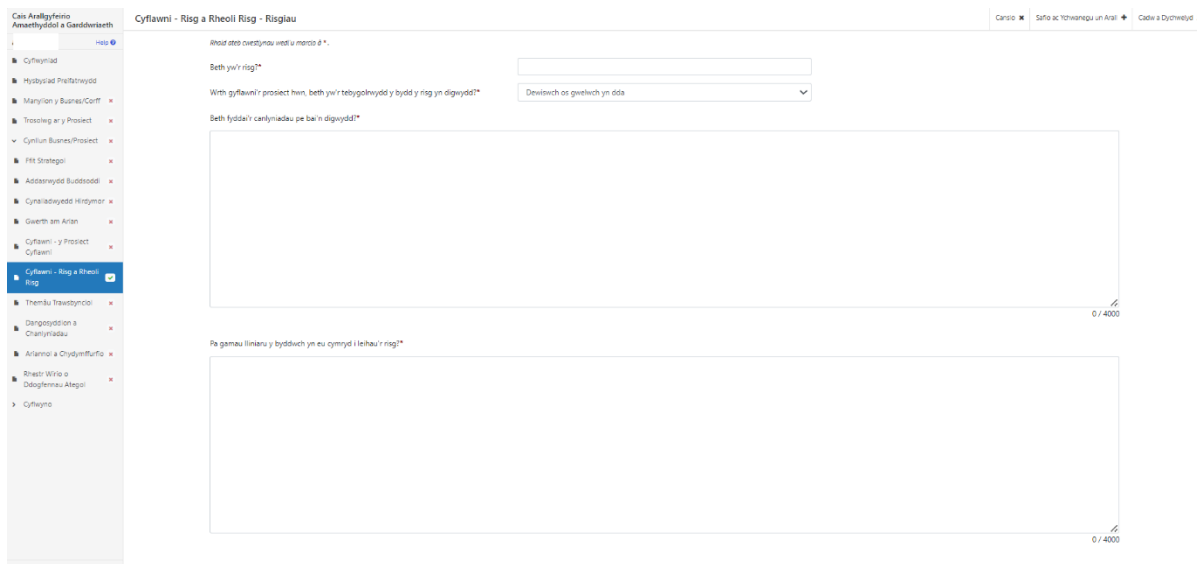 Cais Arallgyfeirio
Amaethyddol a Garddwriaeth
Help
Cyflwyniad
Hysbysiad Preifatrwydd
Manylion y Busnes/Corff
Trosolwg ar y Prosiect
Cynllun Busnes/Prosiect
Ffit Strategol
Addasrwydd Buddsoddi
Cynaliadwyedd Hirdymor
Gwerth am Arian
Cyflawni - y Prosiect
Cyflawni
Cyflawni - Risg a Rheoli
Risg
Themâu Trawsbynciol
Dangosyddion a
Chanlyniadau
Ariannol a Chydymffurfio
Rhestr Wirio o
Ddogfennau Ategol
Cyflwyno
Cyflawni - Risg a Rheoli Risg - Risgiau
Canslo
Safio ac Ychwanegu un Arall
Cadw a Dychwelyd
Rhaid ateb cwestiynau wedi'u marcio â * .
Beth yw'r risg?*
Wrth gyflawni'r prosiect hwn, beth yw'r tebygolrwydd y bydd y risg yn digwydd?*
Dewiswch os gwelwch yn dda
Beth fyddai'r canlyniadau pe bai'n digwydd?*
0 / 4000
Pa gamau lliniaru y byddwch yn eu cymryd i leihau'r risg?*
0 / 4000